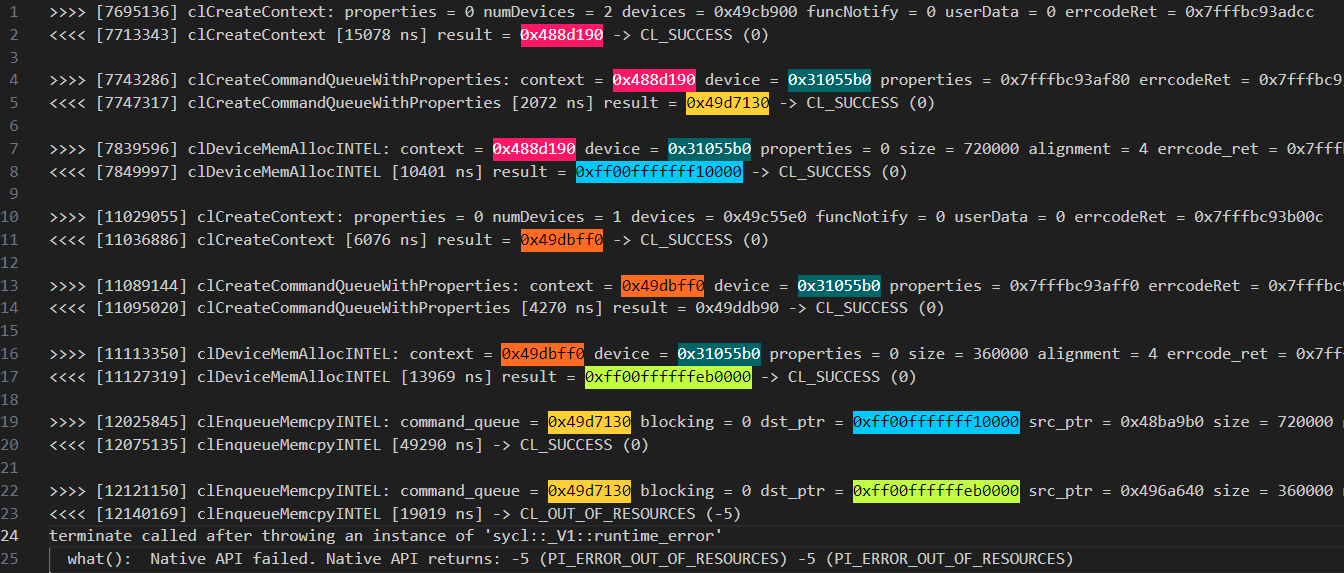 1 >>>> [7695136] clCreateContext: properties = 0 numDevices = 2 devices = 0x49cb900 funcNotify = 0 userData = 0 errcodeRet = 0x7fffbc93adcc
2 <<<< [7713343] clCreateContext [15078 ns] result = 0x488d190 -> CL_SUCCESS (0)
3
4 >>>> [7743286] clCreateCommandQueueWithProperties: context = 0x488d190 device = 0x31055b0 properties = 0x7fffbc93af80 errcodeRet = 0x7fffbc9
5 <<<< [7747317] clCreateCommandQueueWithProperties [2072 ns] result = 0x49d7130 -> CL_SUCCESS (0)
6
7 >>>> [7839596] clDeviceMemAllocINTEL: context = 0x488d190 device = 0x31055b0 properties = 0 size = 720000 alignment = 4 errcode_ret = 0x7fff
8 <<<< [7849997] clDeviceMemAllocINTEL [10401 ns] result = 0xff00fffffff10000 -> CL_SUCCESS (0)
9
10 >>>> [11029055] clCreateContext: properties = 0 numDevices = 1 devices = 0x49c55e0 funcNotify = 0 userData = 0 errcodeRet = 0x7fffbc93b00c
11 <<<< [11036886] clCreateContext [6076 ns] result = 0x49dbff0 -> CL_SUCCESS (0)
12
13 >>>> [11089144] clCreateCommandQueueWithProperties: context = 0x49dbff0 device = 0x31055b0 properties = 0x7fffbc93aff0 errcodeRet = 0x7fffbc
14 <<<< [11095020] clCreateCommandQueueWithProperties [4270 ns] result = 0x49ddb90 -> CL_SUCCESS (0)
15
16 >>>> [11113350] clDeviceMemAllocINTEL: context = 0x49dbff0 device = 0x31055b0 properties = 0 size = 360000 alignment = 4 errcode_ret = 0x7ff
17 <<<< [11127319] clDeviceMemAllocINTEL [13969 ns] result = 0xff00ffffffeb0000 -> CL_SUCCESS (0)
18
19 >>>> [12025845] clEnqueueMemcpyINTEL: command_queue = 0x49d7130 blocking = 0 dst_ptr = 0xff00fffffff10000 src_ptr = 0x48ba9b0 size = 720000
20 <<<< [12075135] clEnqueueMemcpyINTEL [49290 ns] -> CL_SUCCESS (0)
21
22 >>>> [12121150] clEnqueueMemcpyINTEL: command_queue = 0x49d7130 blocking = 0 dst_ptr = 0xff00ffffffeb0000 src_ptr = 0x496a640 size = 360000
23 <<<< [12140169] clEnqueueMemcpyINTEL [19019 ns] -> CL_OUT_OF_RESOURCES (-5)
24 terminate called after throwing an instance of 'sycl::_V1::runtime_error'
25 what(): Native API failed. Native API returns: -5 (PI_ERROR_OUT_OF_RESOURCES) -5 (PI_ERROR_OUT_OF_RESOURCES)